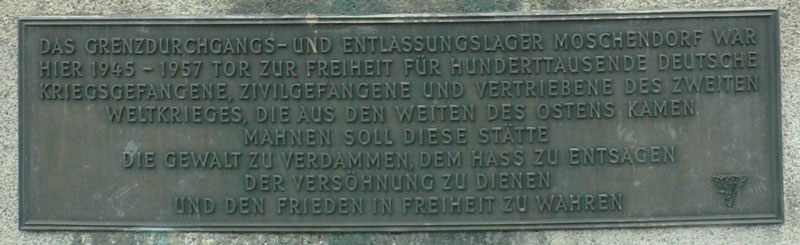 DAS GRENZDURCHGANGS-UND ENTLASSUNGSLAGER MOSCHENDORF WAR
HIER 1945 - 1957 TOR ZUR FREIHEIT FÜR HUNDERTTAUSENDE DEUTSCHE
KRIEGSGEFANGENE, ZIVILGEFANGENE UND VERTRIEBENE DES ZWEITEN
WELTKRIEGES, DIE AUS DEN WEITEN DES OSTENS KAMEN
MAHNEN SOLL DIESE STÄTTE
DIE GEWALT ZU VERDAMMEN, DEM HASS ZU ENTSAGEN
DER VERSÖHNUNG ZU DIENEN
UND DEN FRIEDEN IN FREIHEIT ZU WAHREN